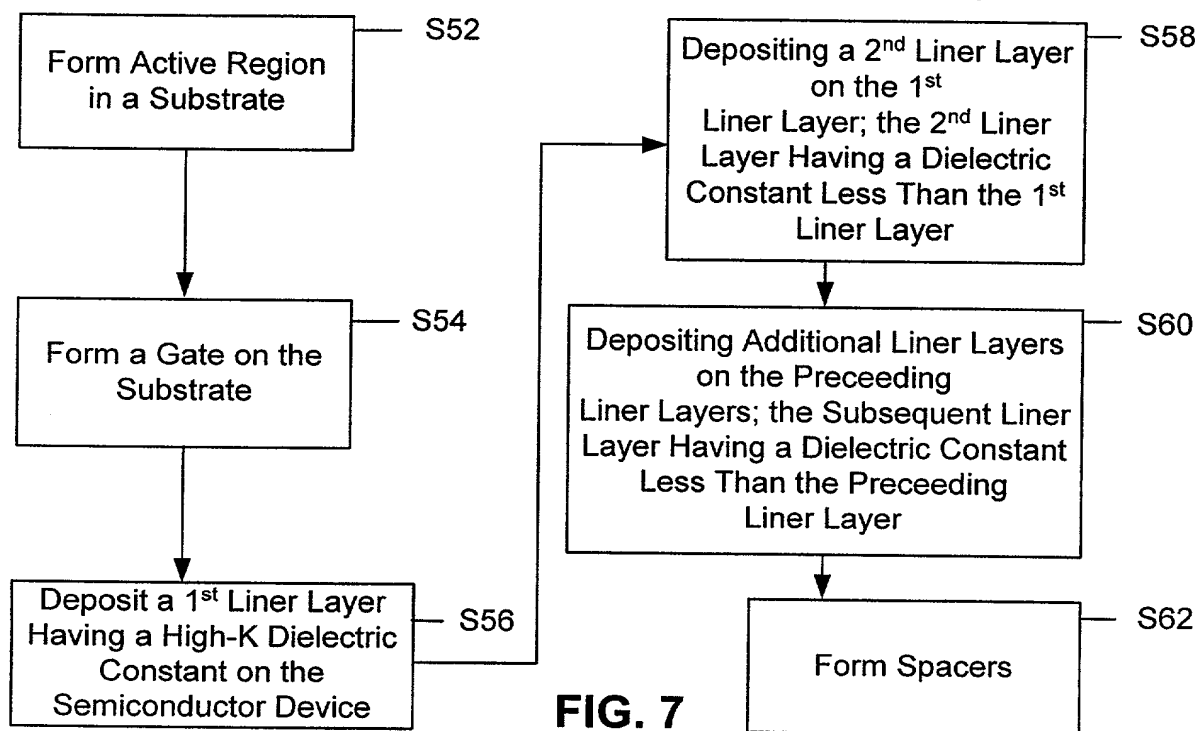 Form Active Region
in a Substrate
S52
Form a Gate on the
Substrate
S54
Deposit a 1st Liner Layer
Having a High-K Dielectric
Constant on the
Semiconductor Device
S56
Depositing a 2nd Liner Layer
on the 1st
Liner Layer; the 2nd Liner
Layer Having a Dielectric
Constant Less Than the 1st
Liner Layer
S58
Depositing Additional Liner Layers
on the Preceeding
Liner Layers; the Subsequent Liner
Layer Having a Dielectric Constant
Less Than the Preceeding
Liner Layer
S60
Form Spacers
S62
FIG. 7